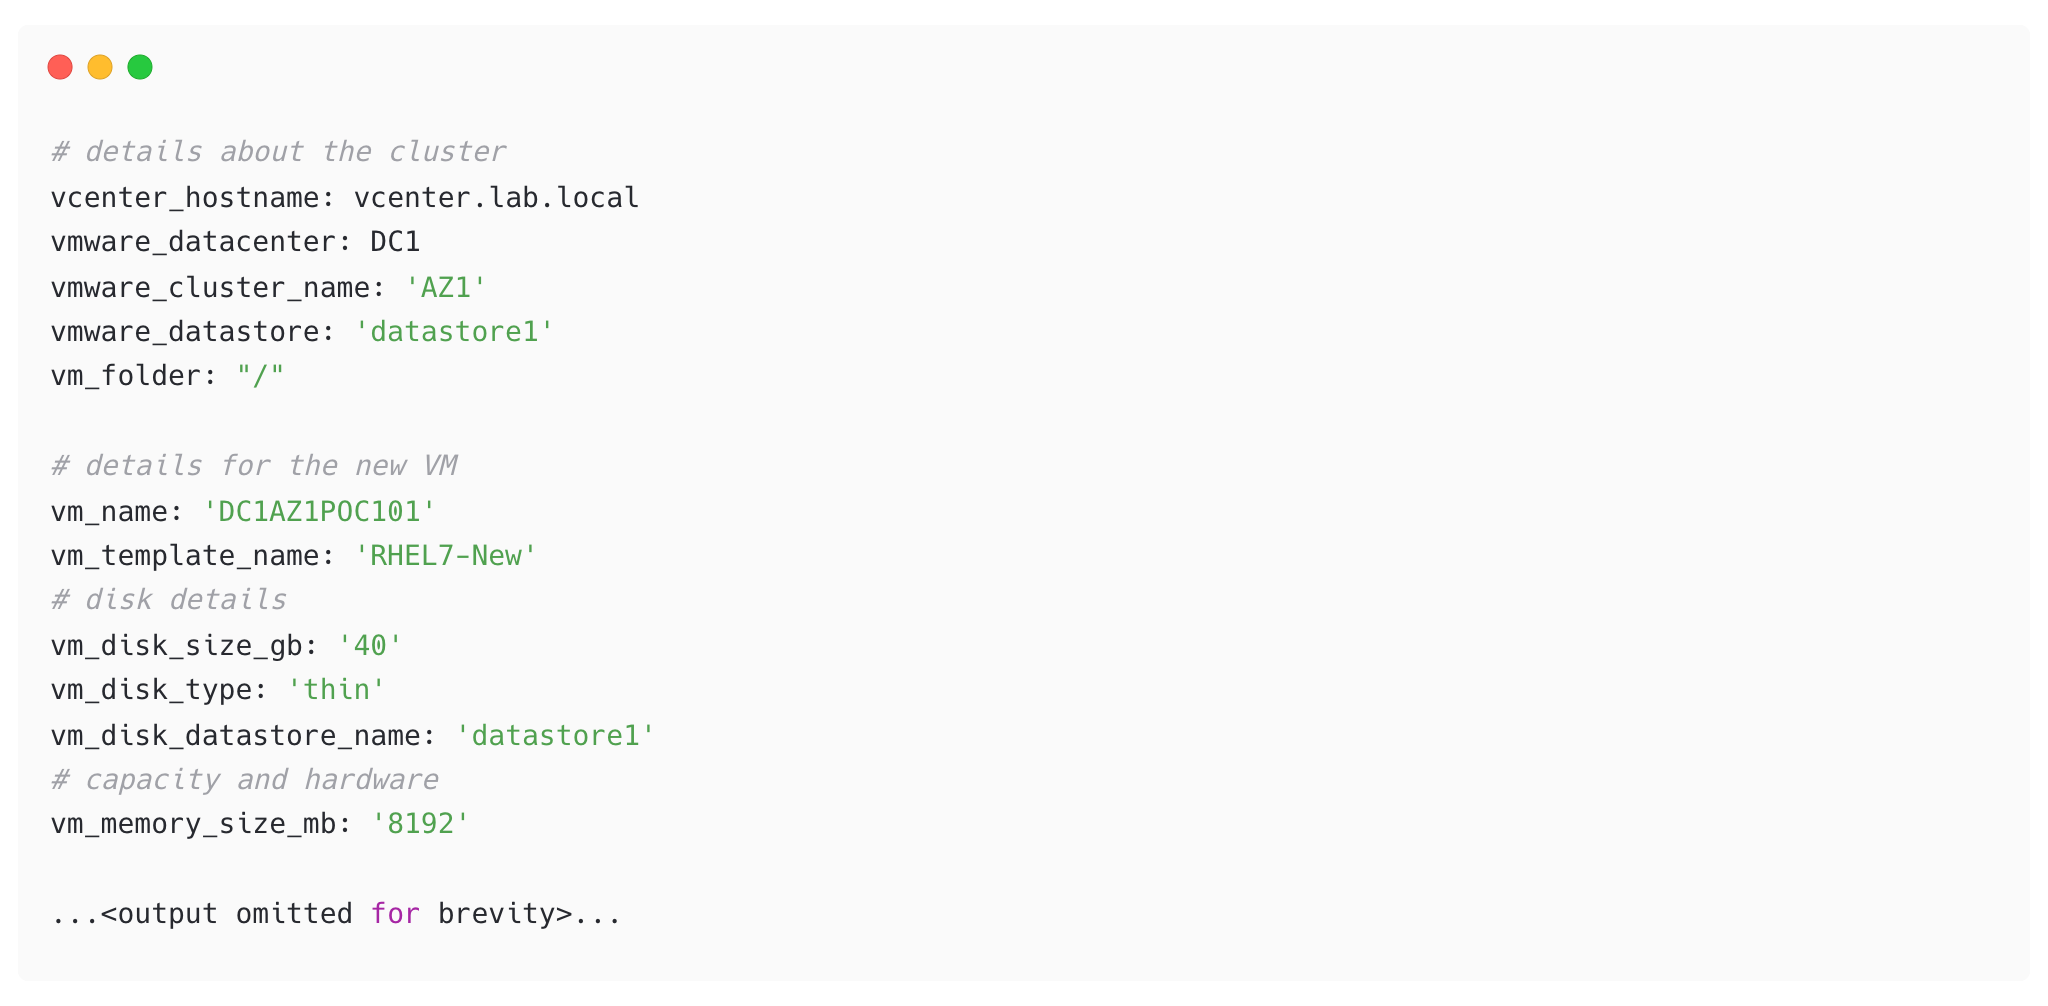 # details about the cluster
vcenter_hostname: vcenter.lab.local
vmware_datacenter: DC1
vmware_cluster_name: 'AZ1'
vmware_datastore: 'datastore1'
vm_folder: "/"

# details for the new VM
vm_name: 'DC1AZ1POC101'
vm_template_name: 'RHEL7-New'
# disk details
vm_disk_size_gb: '40'
vm_disk_type: 'thin'
vm_disk_datastore_name: 'datastore1'
# capacity and hardware
vm_memory_size_mb: '8192'

...<output omitted for brevity>...